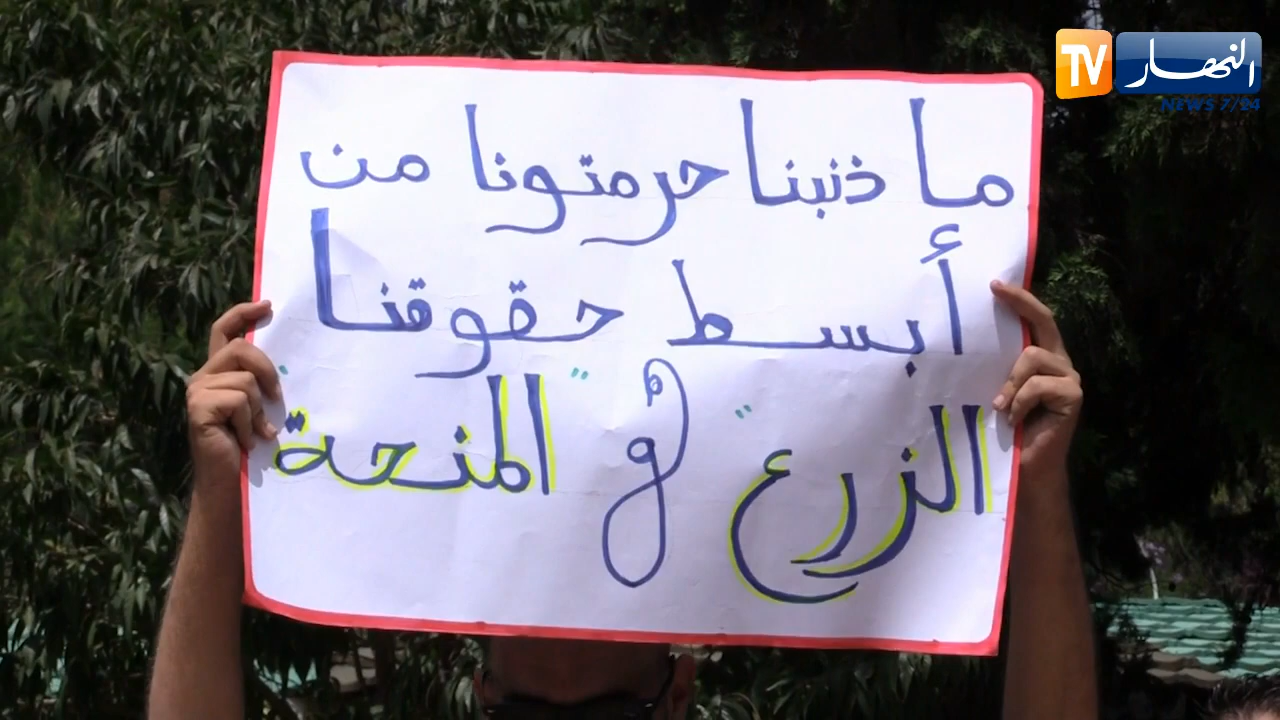 النهار TV
NEWS 7/24
ما ذنبنا حرمتونا من
أبسط حقوقنا
الزرع" و "المنحة"